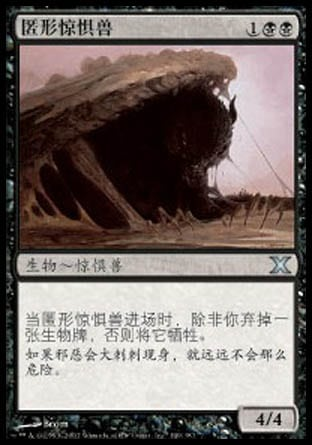 匿形惊惧兽 1
生物～惊惧兽
当匿形惊惧兽进场时，除非你弃掉一
张生物牌，否则将它牺牲。
如果邪恶会大剌剌现身，就远远不会那么
危险。
Brom
4/4